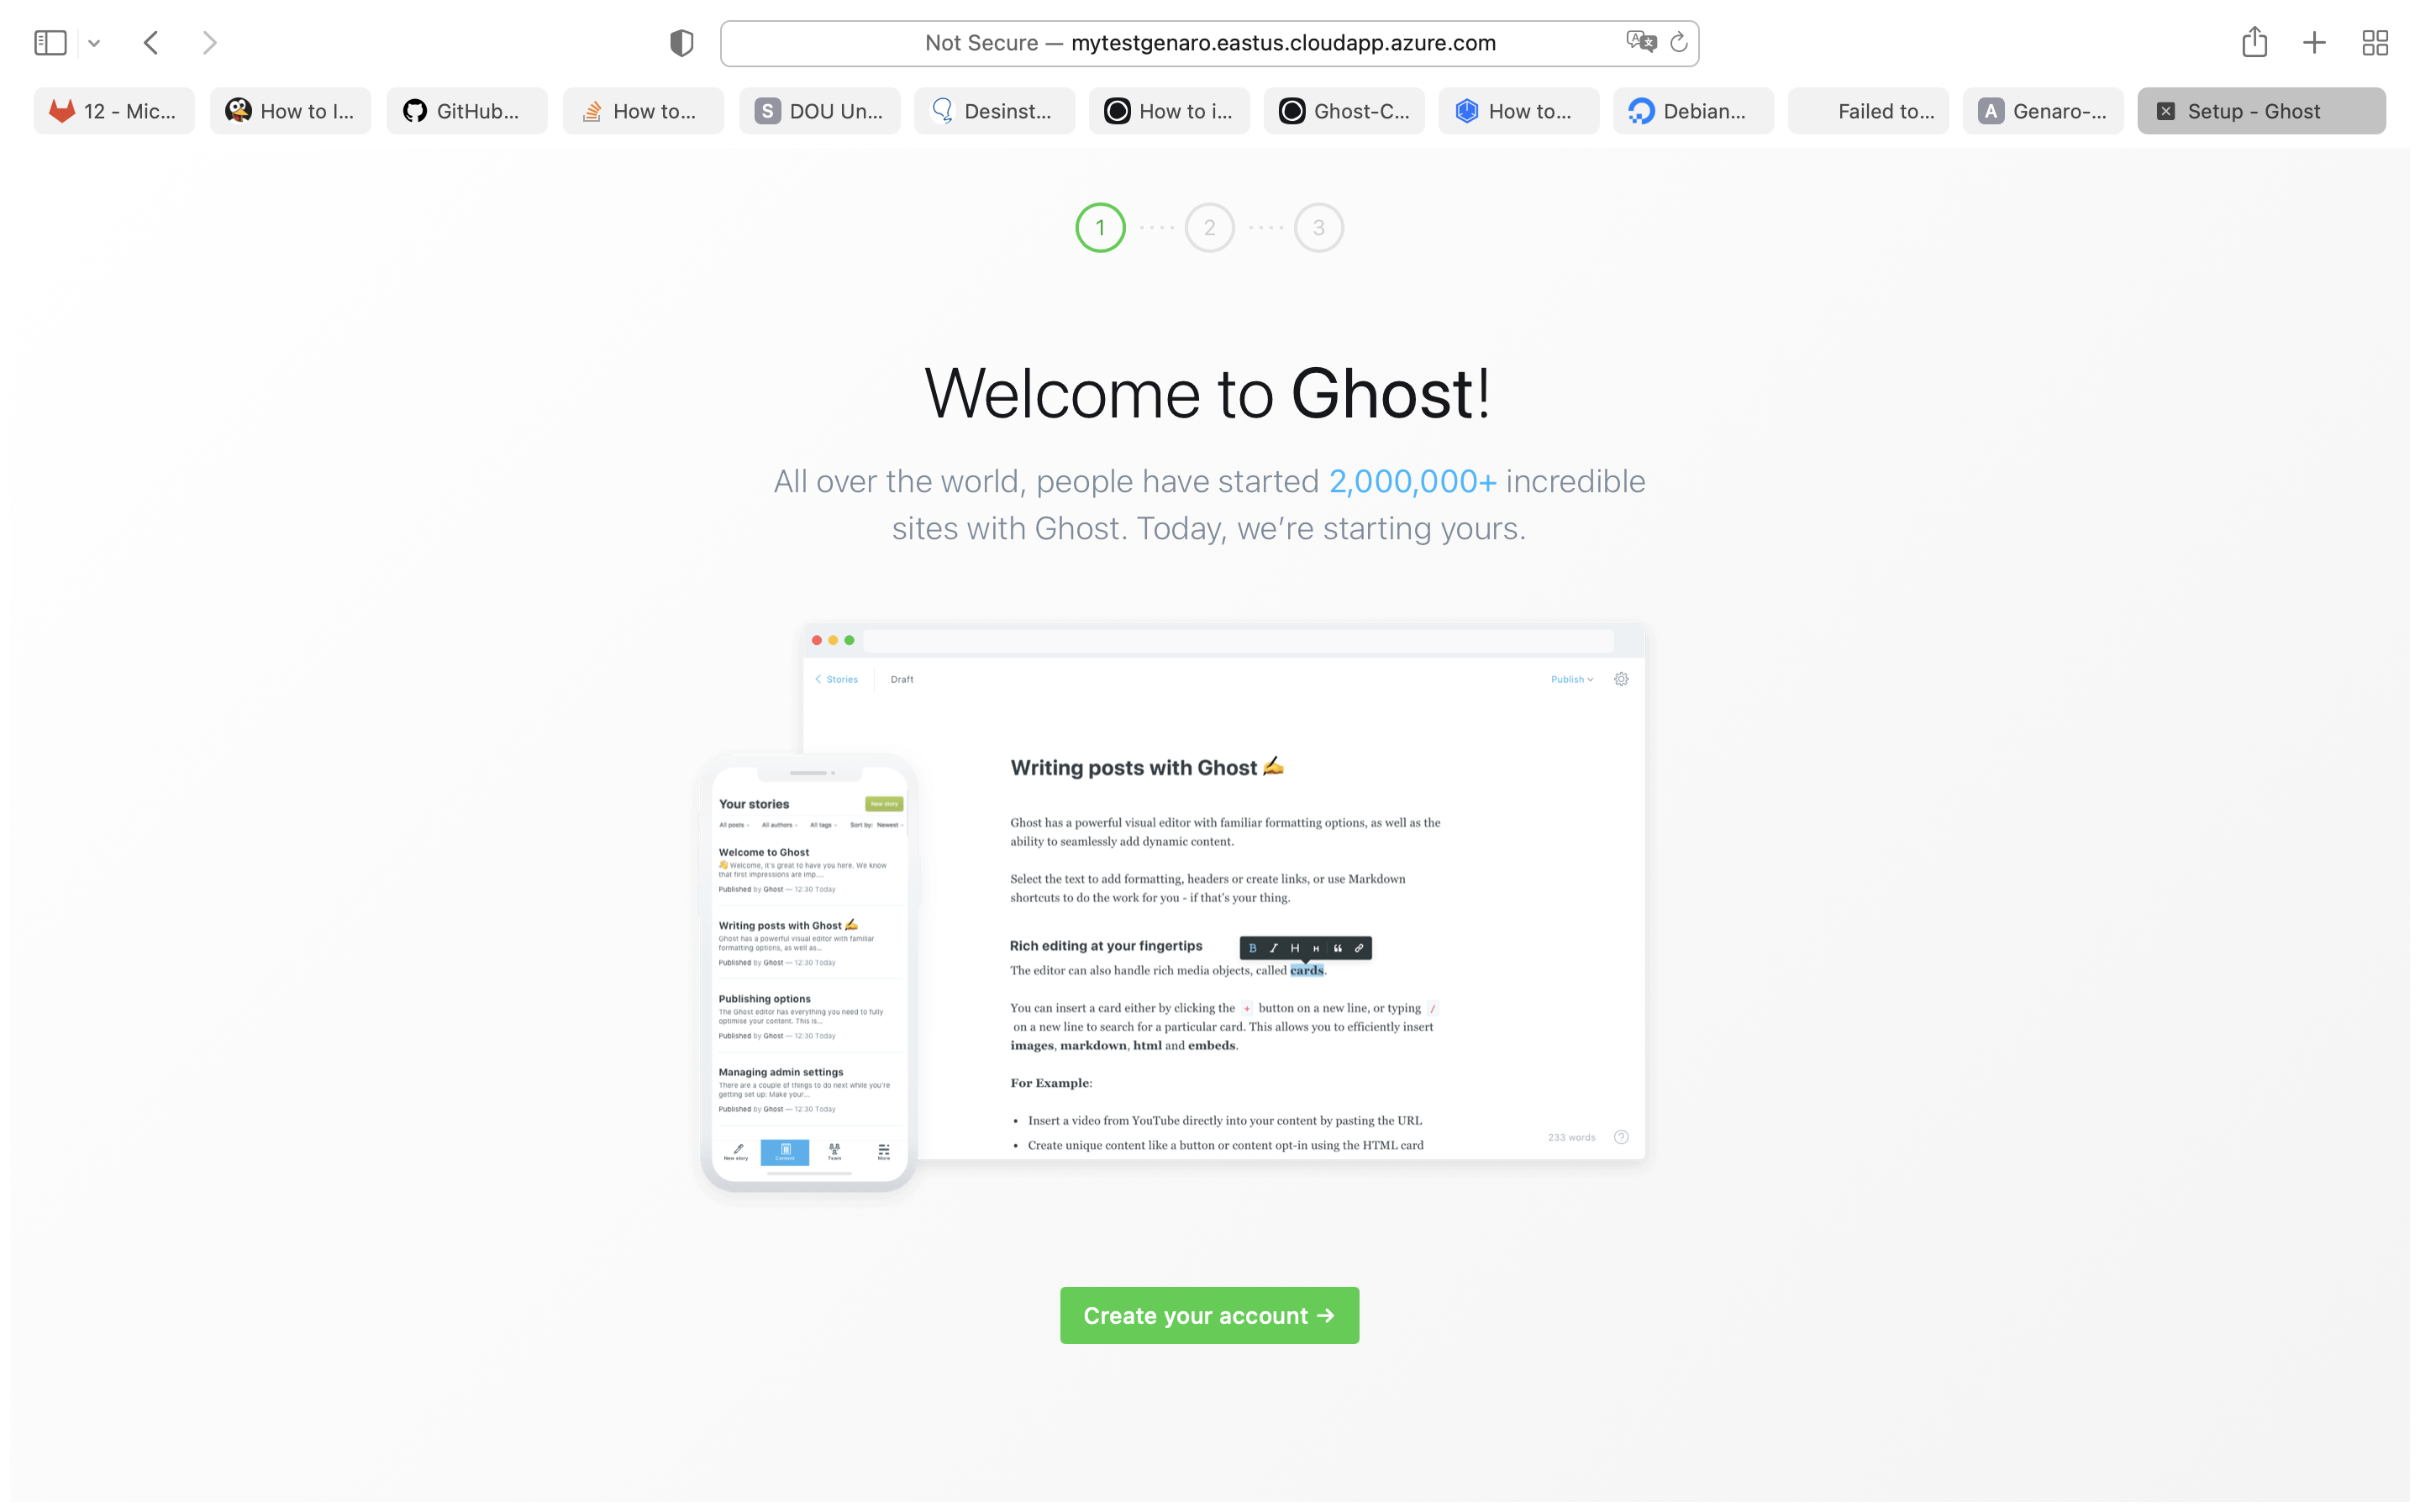 Not Secure — mytestgenaro.eastus.cloudapp.azure.com
12 - Mic...
How to I...
GitHub...
How to...
S DOU Un...
Desinst...
How to i...
Ghost-C...
How to...
Debian...
Failed to...
A Genaro-...
Setup - Ghost
1 2 3
Welcome to Ghost!
All over the world, people have started 2,000,000+ incredible
sites with Ghost. Today, we’re starting yours.
Stories Draft Publish
Writing posts with Ghost ✍️
Ghost has a powerful visual editor with familiar formatting options, as well as the
ability to seamlessly add dynamic content.
Select the text to add formatting, headers or create links, or use Markdown
shortcuts to do the work for you - if that's your thing.
Rich editing at your fingertips
B I H H
The editor can also handle rich media objects, called cards.
You can insert a card either by clicking the + button on a new line, or typing /
on a new line to search for a particular card. This allows you to efficiently insert
images, markdown, html and embeds.
For Example:
• Insert a video from YouTube directly into your content by pasting the URL
• Create unique content like a button or content opt-in using the HTML card
233 words
Your stories New story
All posts All authors All tags Sort by: Newest
Welcome to Ghost
👋 Welcome, it's great to have you here. We know
that first impressions are imp....
Published by Ghost — 12:30 Today
Writing posts with Ghost ✍️
Ghost has a powerful visual editor with familiar
formatting options, as well as...
Published by Ghost — 12:30 Today
Publishing options
The Ghost editor has everything you need to fully
optimise your content. This is...
Published by Ghost — 12:30 Today
Managing admin settings
There are a couple of things to do next while you're
getting set up: Make your...
Published by Ghost — 12:30 Today
New story Content Team More
Create your account →